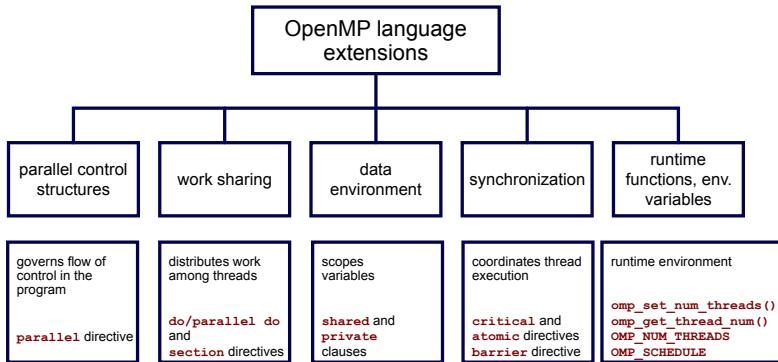 OpenMP language
extensions
parallel control
structures
work sharing
data
environment
synchronization
runtime
functions, env.
variables
governs flow of
control in the
program
parallel directive
distributes work
among threads
do/parallel do
and
section directives
scopes
variables
shared and
private
clauses
coordinates thread
execution
critical and
atomic directives
barrier directive
runtime environment
omp_set_num_threads()
omp_get_thread_num()
OMP_NUM_THREADS
OMP_SCHEDULE